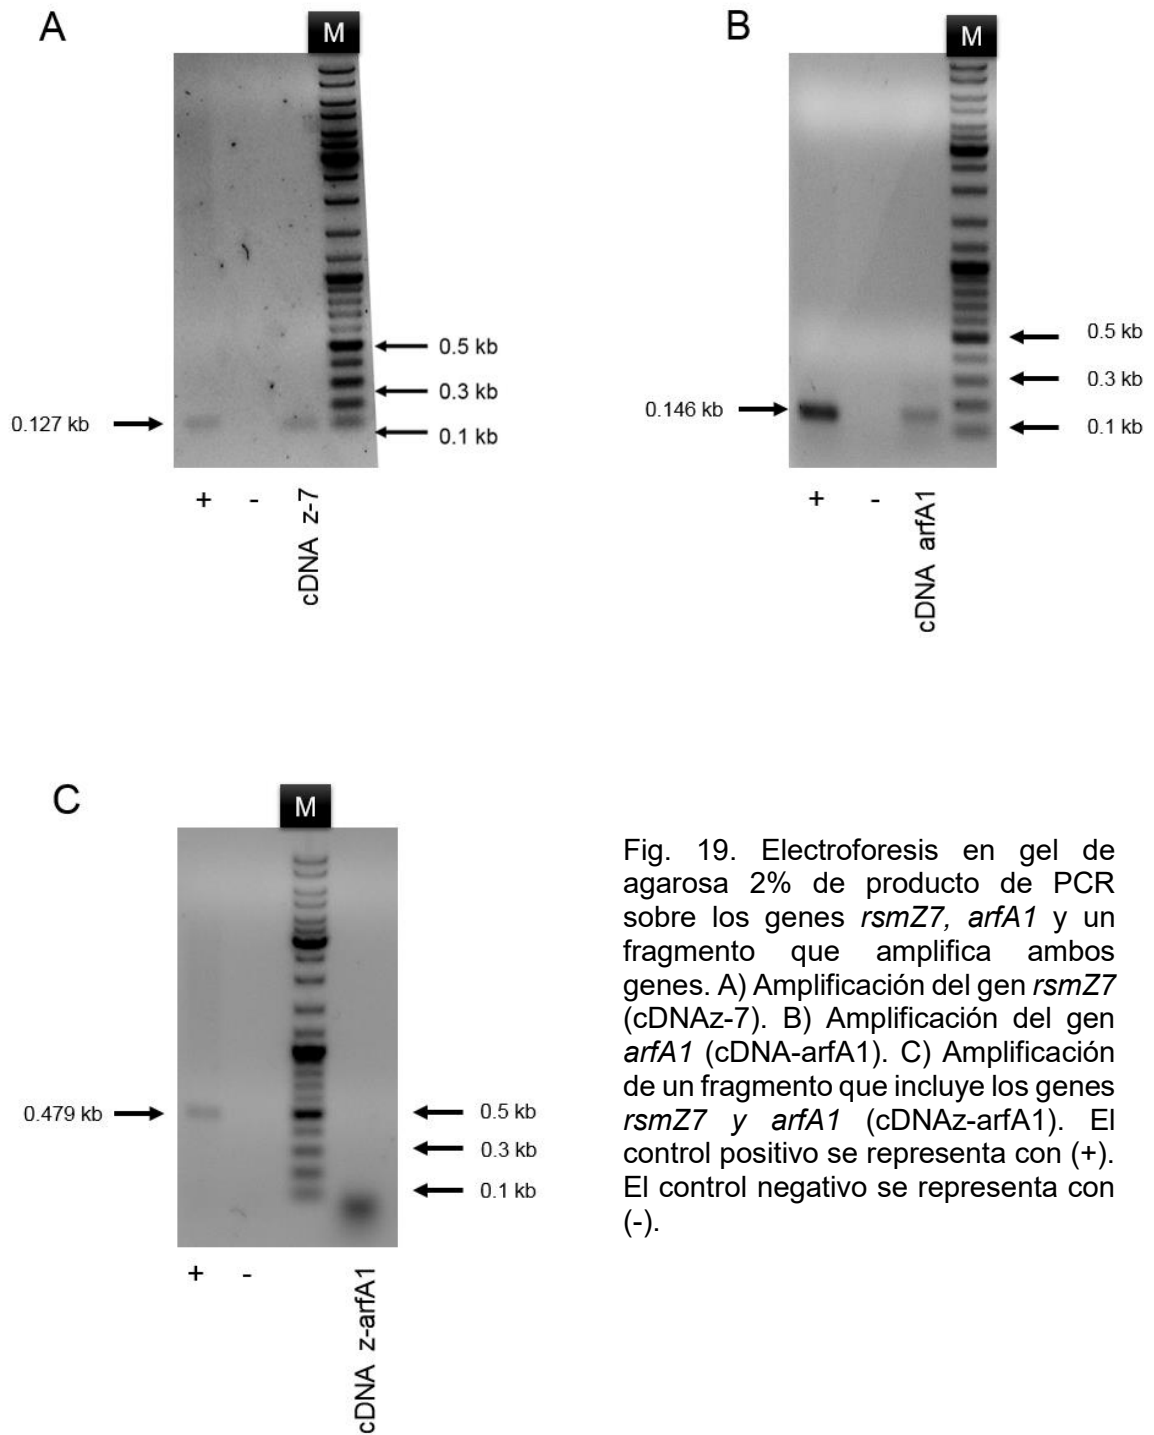 A
M
0.5 kb
0.3 kb
0.127 kb
0.1 kb
+ - cDNA z-7
B
M
0.5 kb
0.3 kb
0.146 kb
0.1 kb
+ - cDNA arfA1
C
M
0.479 kb
0.5 kb
0.3 kb
0.1 kb
+ - cDNA z-arfA1
Fig. 19. Electroforesis en gel de
agarosa 2% de producto de PCR
sobre los genes rsmZ7, arfA1 y un
fragmento que amplifica ambos
genes. A) Amplificación del gen rsmZ7
(cDNAz-7). B) Amplificación del gen
arfA1 (cDNA-arfA1). C) Amplificación
de un fragmento que incluye los genes
rsmZ7 y arfA1 (cDNAz-arfA1). El
control positivo se representa con (+).
El control negativo se representa con
(-).